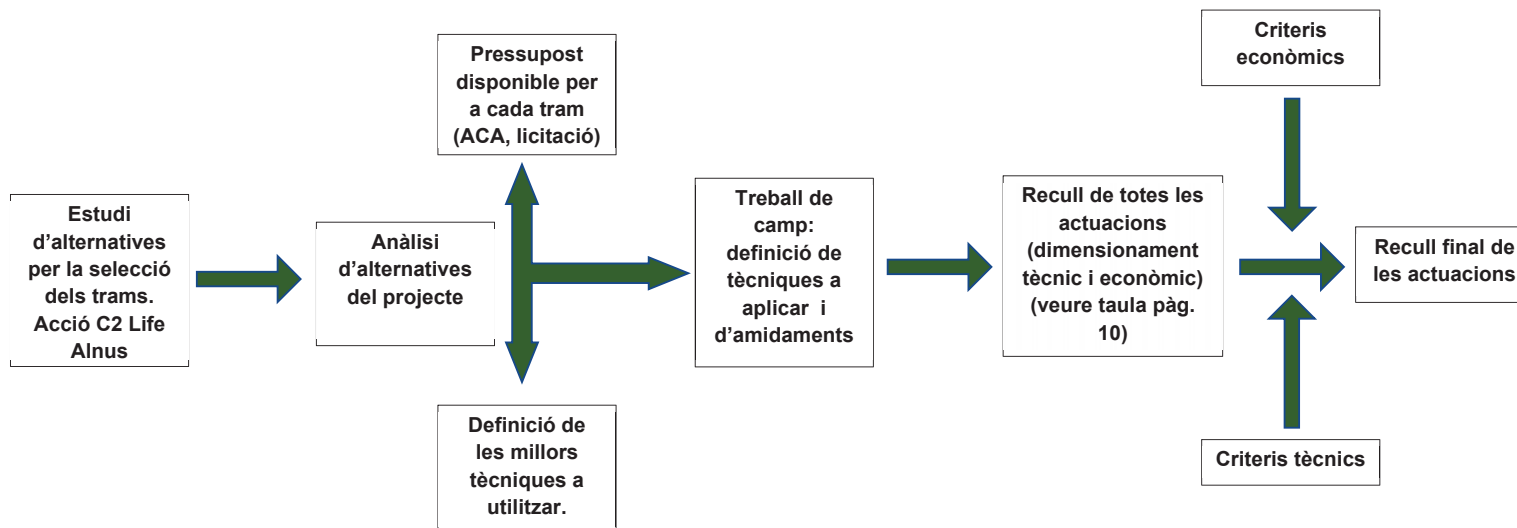 Estudi
d’alternatives
per la selecció
dels trams.
Acció C2 Life
Alnus
Anàlisi
d’alternatives
del projecte
Pressupost
disponible per
a cada tram
(ACA, licitació)
Definició de
les millors
tècniques a
utilitzar.
Treball de
camp:
definició de
tècniques a
aplicar i
d’amidaments
Recull de totes les
actuacions
(dimensionament
tècnic i econòmic)
(veure taula pàg.
10)
Criteris
econòmics
Criteris tècnics
Recull final de
les actuacions